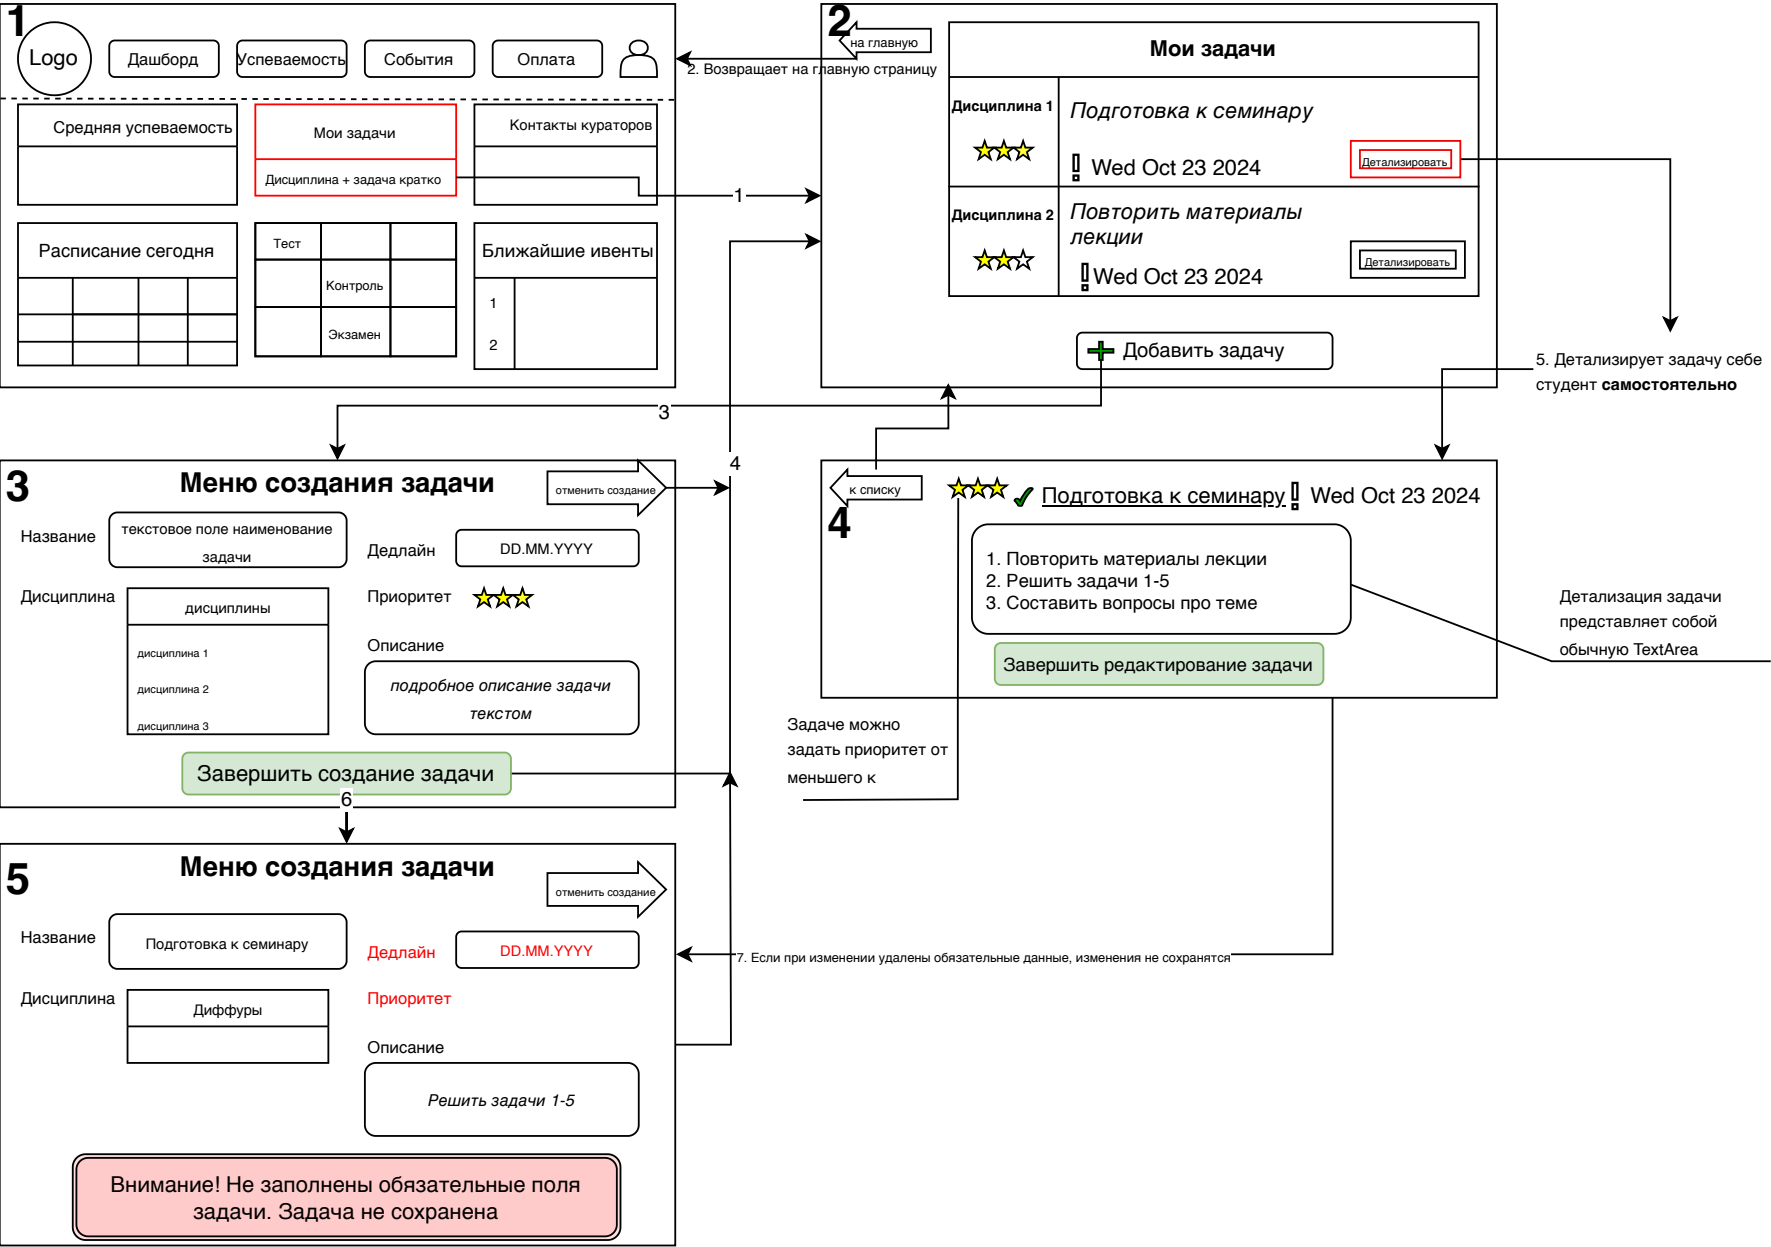 1
Logo
Дашборд
Успеваемость
События
Оплата
Средняя успеваемость
Мои задачи
Дисциплина + задача кратко
Контакты кураторов
Расписание сегодня
Тест
Контроль
Экзамен
Ближайшие ивенты
1
2
2. Возвращает на главную страницу
1
2
на главную
Мои задачи
Дисциплина 1
Подготовка к семинару
Wed Oct 23 2024
Детализировать
Дисциплина 2
Повторить материалы
лекции
Wed Oct 23 2024
Детализировать
Добавить задачу
5. Детализирует задачу себе
студент самостоятельно
3
4
3
Меню создания задачи
отменить создание
Название
текстовое поле наименование
задачи
Дедлайн
DD.MM.YYYY
Дисциплина
дисциплины
дисциплина 1
дисциплина 2
дисциплина 3
Приоритет
Описание
подробное описание задачи
текстом
Завершить создание задачи
6
к списку
4
Подготовка к семинару
Wed Oct 23 2024
1. Повторить материалы лекции
2. Решить задачи 1-5
3. Составить вопросы про теме
Завершить редактирование задачи
Детализация задачи
представляет собой
обычную TextArea
Задаче можно
задать приоритет от
меньшего к
5
Меню создания задачи
отменить создание
Название
Подготовка к семинару
Дедлайн
DD.MM.YYYY
Дисциплина
Диффуры
Приоритет
Описание
Решить задачи 1-5
Внимание! Не заполнены обязательные поля
задачи. Задача не сохранена
7. Если при изменении удалены обязательные данные, изменения не сохранятся